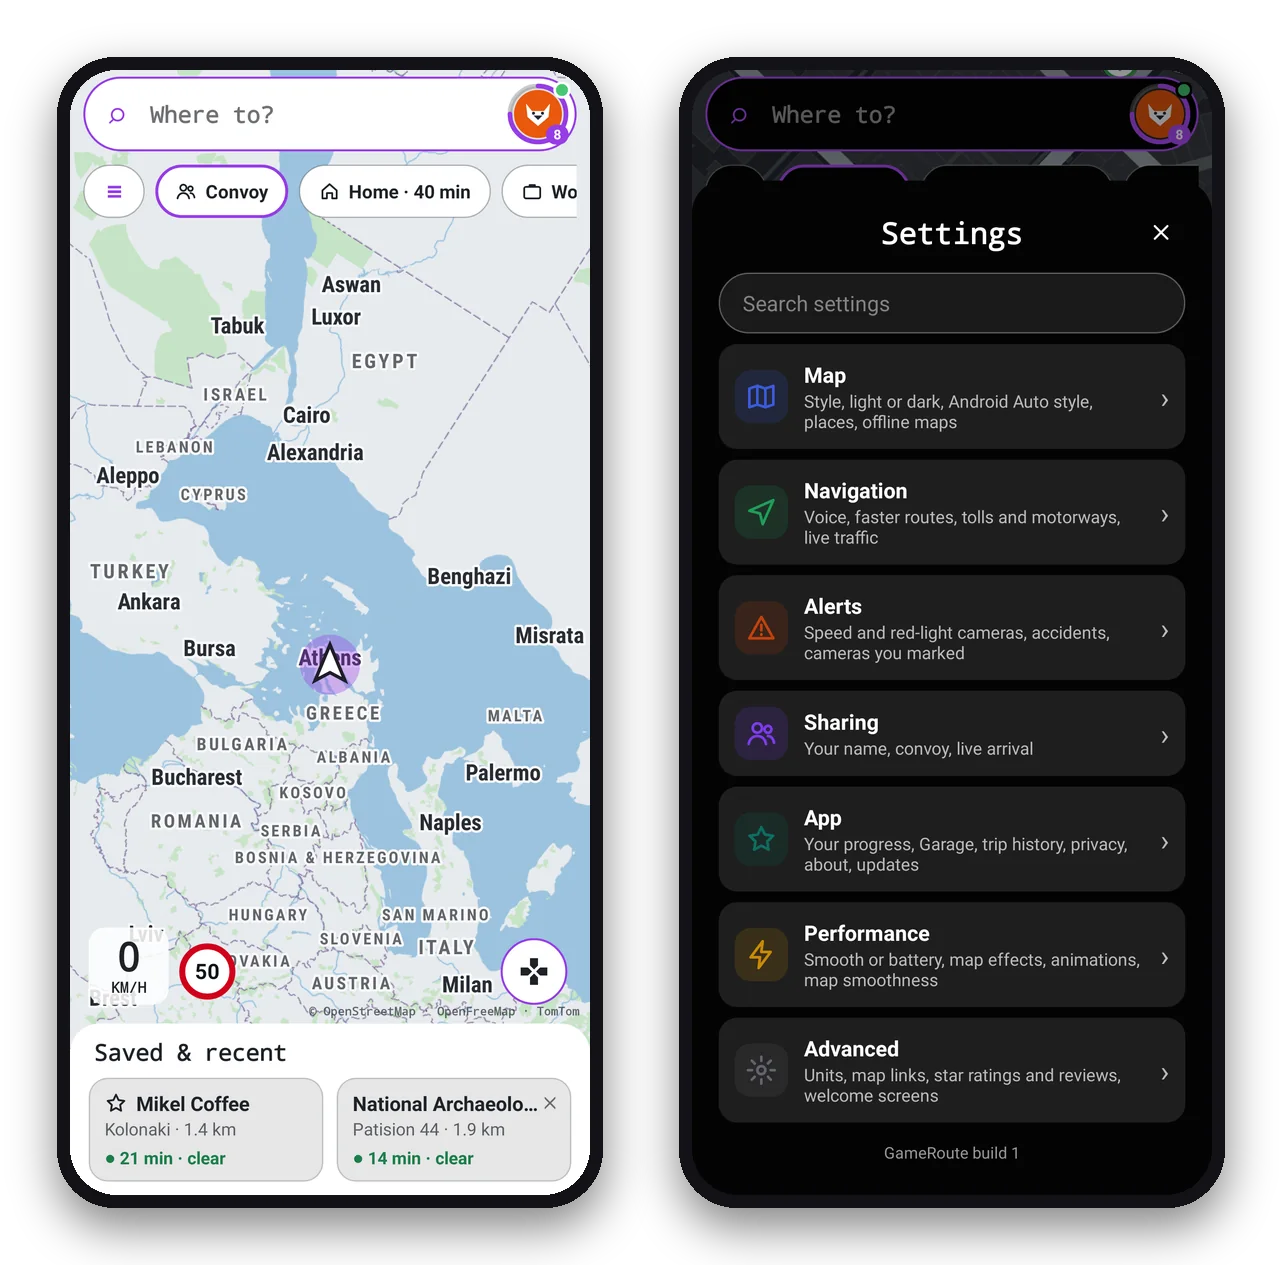 Where to?
8
Convoy
Home · 40 min
Wo
Aswan
Luxor
Tabuk
EGYPT
ISRAEL
Cairo
LEBANON
Alexandria
Aleppo
CYPRUS
TURKEY
Benghazi
Ankara
Misrata
Bursa
Athens
GREECE
MALTA
BULGARIA
ALBANIA
Bucharest
Palermo
KOSOVO
ROMANIA
SERBIA
Naples
BOSNIA & HERZEGOVINA
HUNGARY
SAN MARINO
Lviv
SLOVENIA
ITALY
0
KM/H
50
OVAKIA
AUSTRIA
Milan
Brest
© OpenStreetMap · OpenFreeMap · TomTom
Saved & recent
Mikel Coffee
Kolonaki · 1.4 km
21 min · clear
National Archaeolo...
Patision 44 · 1.9 km
14 min · clear
Where to?
8
Settings
Search settings
Map
Style, light or dark, Android Auto style,
places, offline maps
Navigation
Voice, faster routes, tolls and motorways,
live traffic
Alerts
Speed and red-light cameras, accidents,
cameras you marked
Sharing
Your name, convoy, live arrival
App
Your progress, Garage, trip history, privacy,
about, updates
Performance
Smooth or battery, map effects, animations,
map smoothness
Advanced
Units, map links, star ratings and reviews,
welcome screens
GameRoute build 1